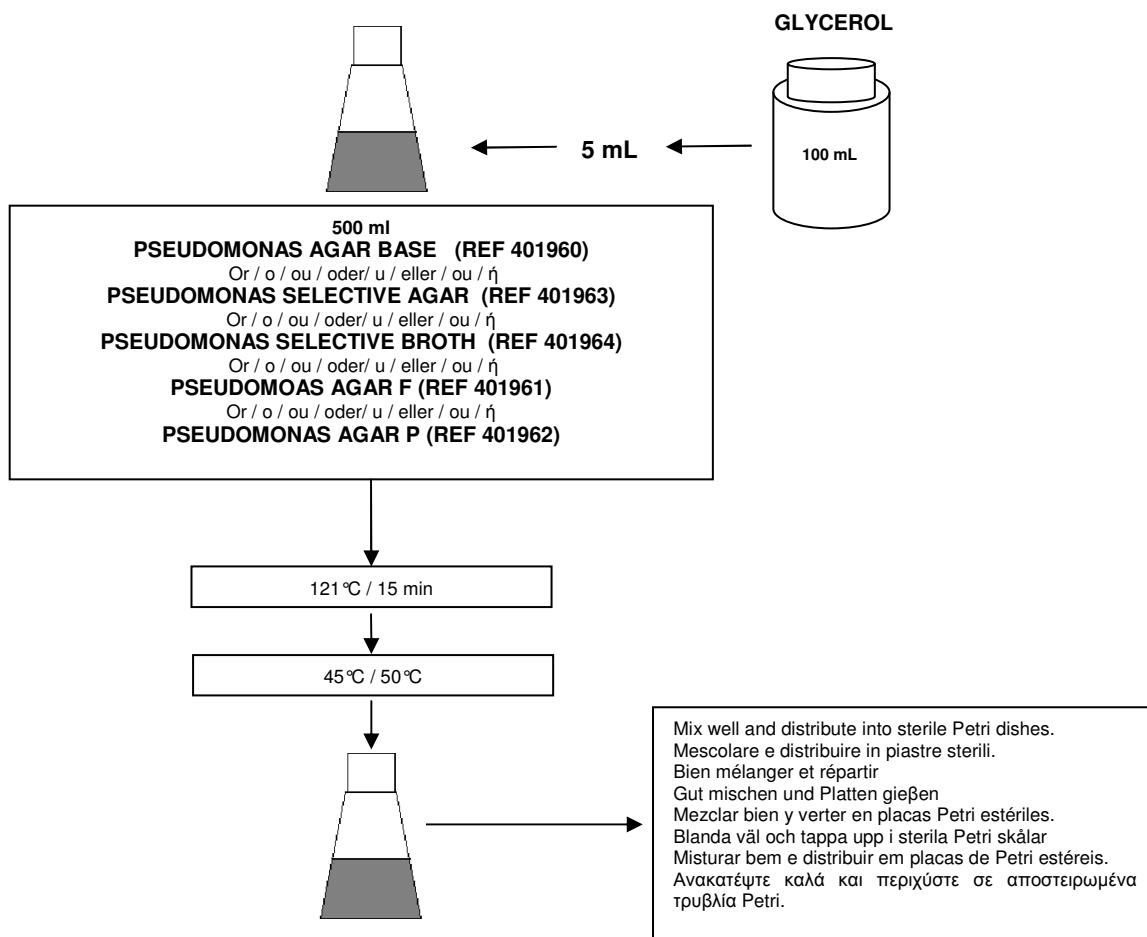 GLYCEROL
5 mL
100 mL
500 ml
PSEUDOMONAS AGAR BASE (REF 401960)
Or / o / ou / oder/ u / eller / ou / ή
PSEUDOMONAS SELECTIVE AGAR (REF 401963)
Or / o / ou / oder/ u / eller / ou / ή
PSEUDOMONAS SELECTIVE BROTH (REF 401964)
Or / o / ou / oder/ u / eller / ou / ή
PSEUDOMOAS AGAR F (REF 401961)
Or / o / ou / oder/ u / eller / ou / ή
PSEUDOMONAS AGAR P (REF 401962)
121°C / 15 min
45°C / 50°C
Mix well and distribute into sterile Petri dishes.
Mescolare e distribuire in piastre sterili.
Bien mélanger et répartir
Gut mischen und Platten gieβen
Mezclar bien y verter en placas Petri estériles.
Blanda väl och tappa upp i sterila Petri skålar
Misturar bem e distribuir em placas de Petri estéreis.
Ανακατέψτε καλά και περιχύστε σε αποστειρωμένα
τρυβλία Petri.